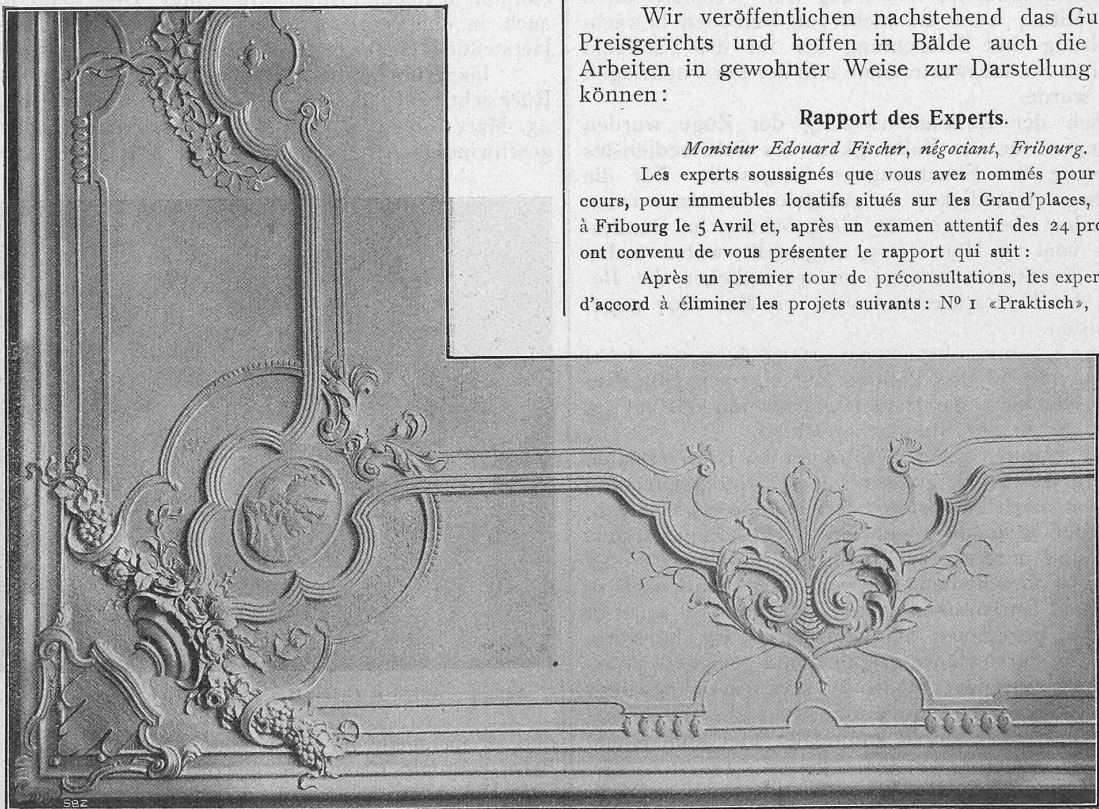 Wir veröffentlichen nachstehend das Gu
Preisgerichts und hoffen in Bälde auch die
Arbeiten in gewohnter Weise zur Darstellung
können:
Rapport des Experts.
Monsieur Edouard Fischer, négociant, Fribourg.
Les experts soussignés que vous avez nommés pour
cours, pour immeubles locatifs situés sur les Grand'places,
à Fribourg le 5 Avril et, après un examen attentif des 24 pro
ont convenu de vous présenter le rapport qui suit:
Après un premier tour de préconsultations, les exper
d'accord à éliminer les projets suivants: Nº 1 «Praktisch»,
SBZ